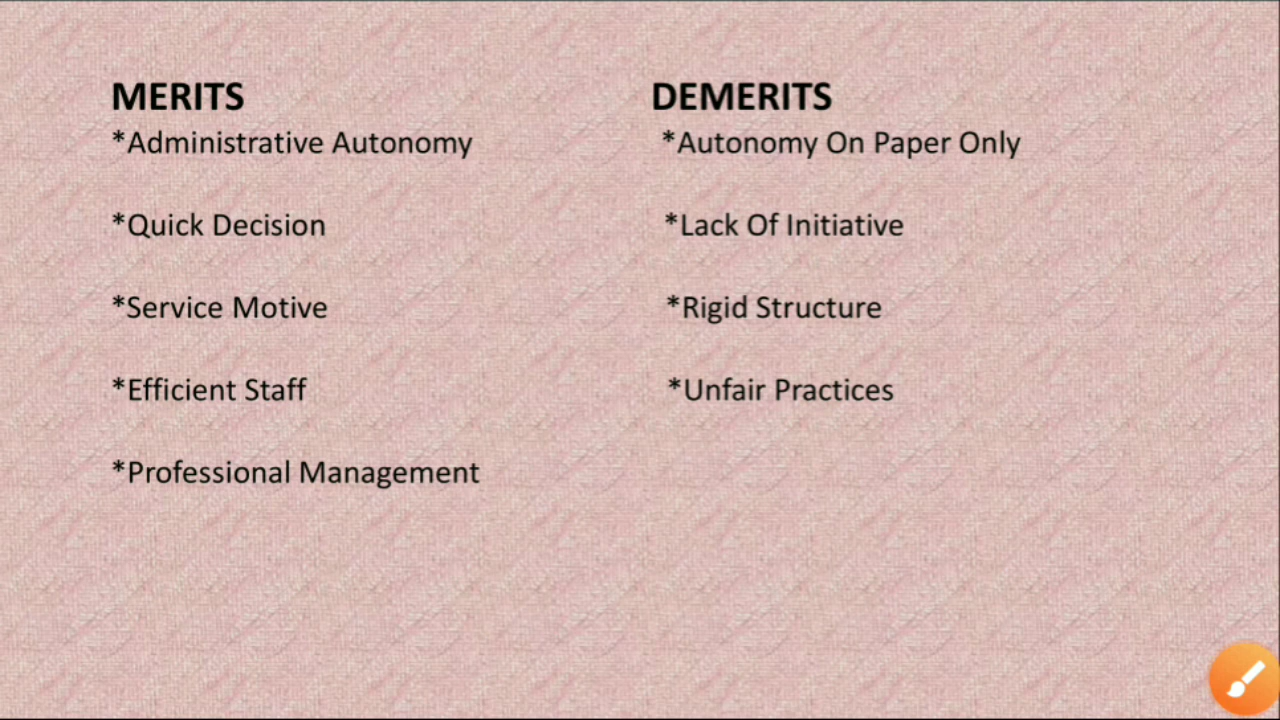 MERITS
*Administrative Autonomy
*Quick Decision
*Service Motive
*Efficient Staff
*Professional Management
DEMERITS
*Autonomy On Paper Only
*Lack Of Initiative
*Rigid Structure
*Unfair Practices